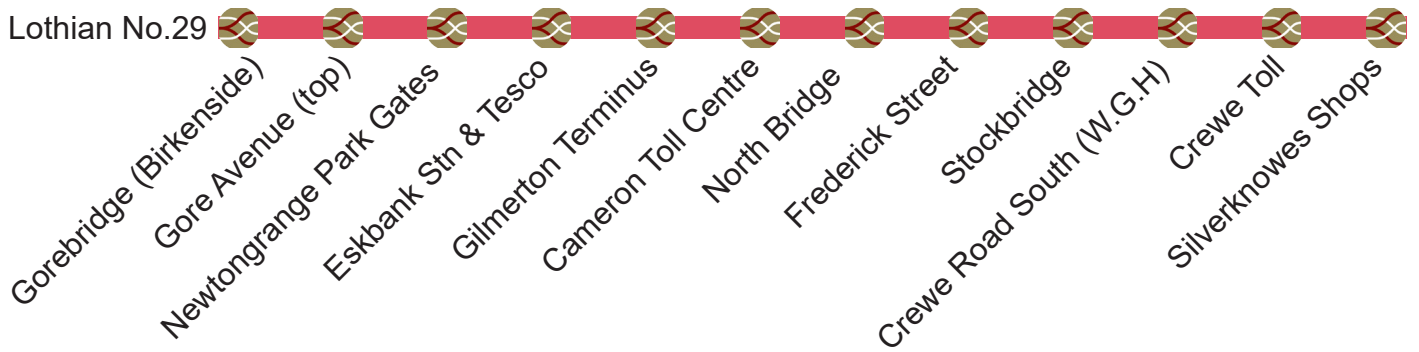 Lothian No.29
Gorebridge (Birkenside)
Gore Avenue (top)
Newtongrange Park Gates
Eskbank Stn & Tesco
Gilmerton Terminus
Cameron Toll Centre
North Bridge
Frederick Street
Stockbridge
Crewe Road South (W.G.H)
Crewe Toll
Silverknowes Shops